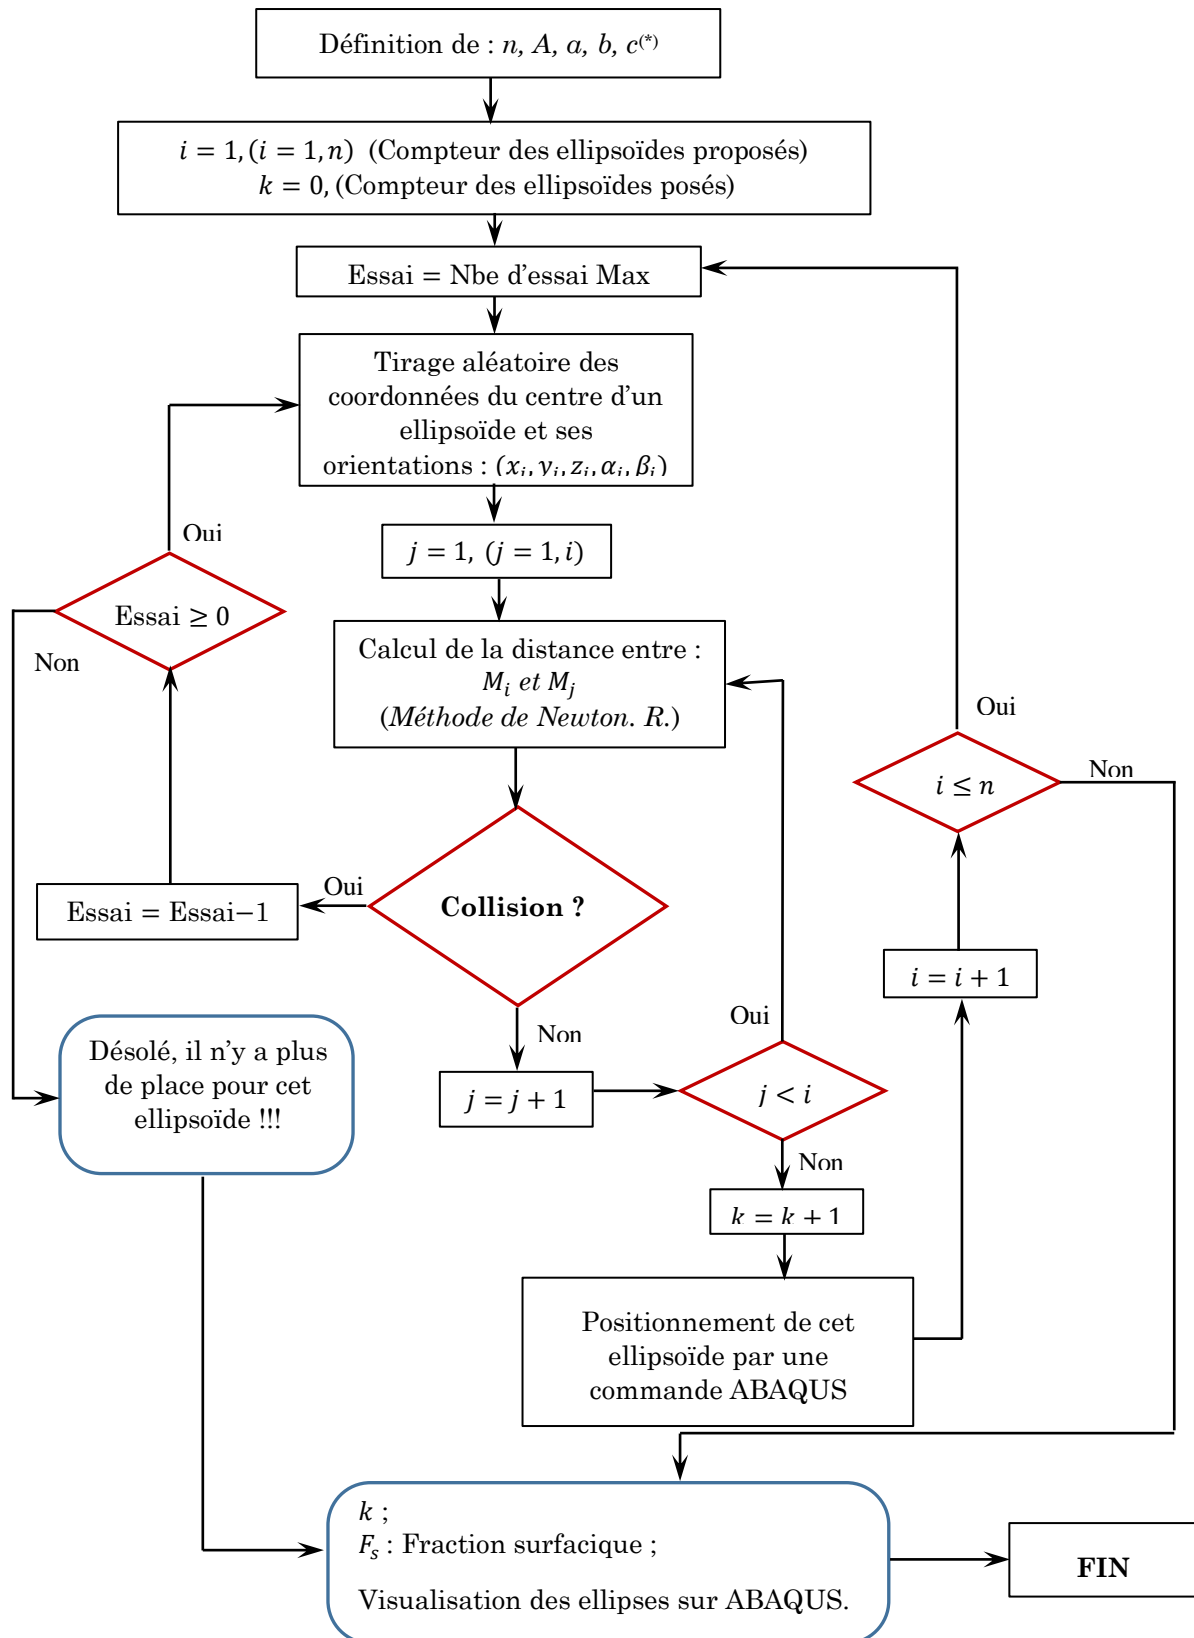 Définition de : n, A, a, b, c(*)
i = 1, (i = 1, n) (Compteur des ellipsoïdes proposés)
k = 0, (Compteur des ellipsoïdes posés)
Essai = Nbe d'essai Max
Tirage aléatoire des
coordonnées du centre d'un
ellipsoïde et ses
orientations : (xᵢ, yᵢ, zᵢ, αᵢ, βᵢ)
j = 1, (j = 1, i)
Oui
Essai ≥ 0
Non
Calcul de la distance entre :
Mᵢ et Mⱼ
(Méthode de Newton. R.)
Oui
i ≤ n
Non
Collision ?
Oui
Essai = Essai−1
i = i + 1
Non
Oui
j = j + 1
j < i
Désolé, il n'y a plus
de place pour cet
ellipsoïde !!!
Non
k = k + 1
Positionnement de cet
ellipsoïde par une
commande ABAQUS
k ;
Fₛ : Fraction surfacique ;
Visualisation des ellipses sur ABAQUS.
FIN